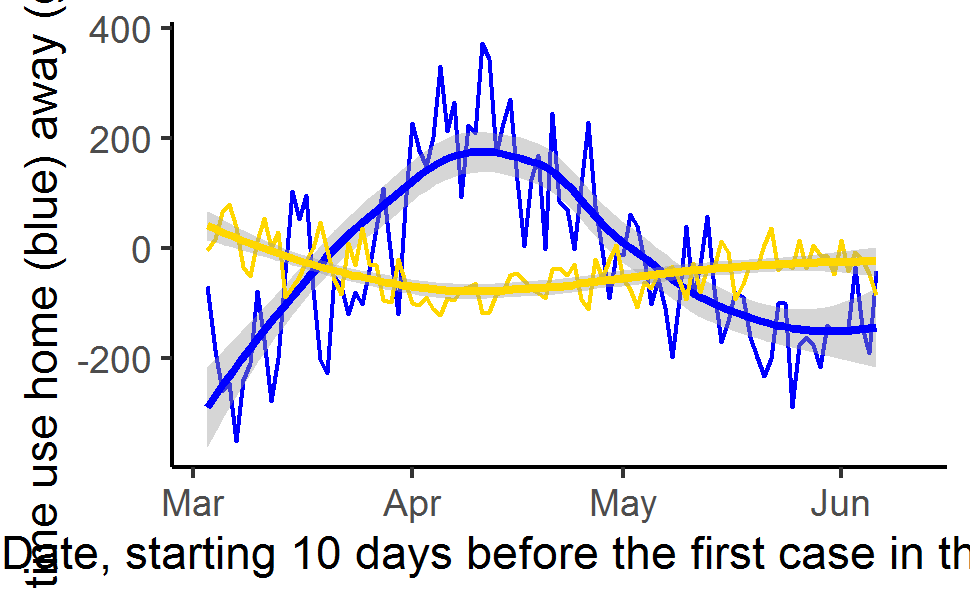 time use home (blue) away (
400
200
0
-200
Mar Apr May Jun
Date, starting 10 days before the first case in th